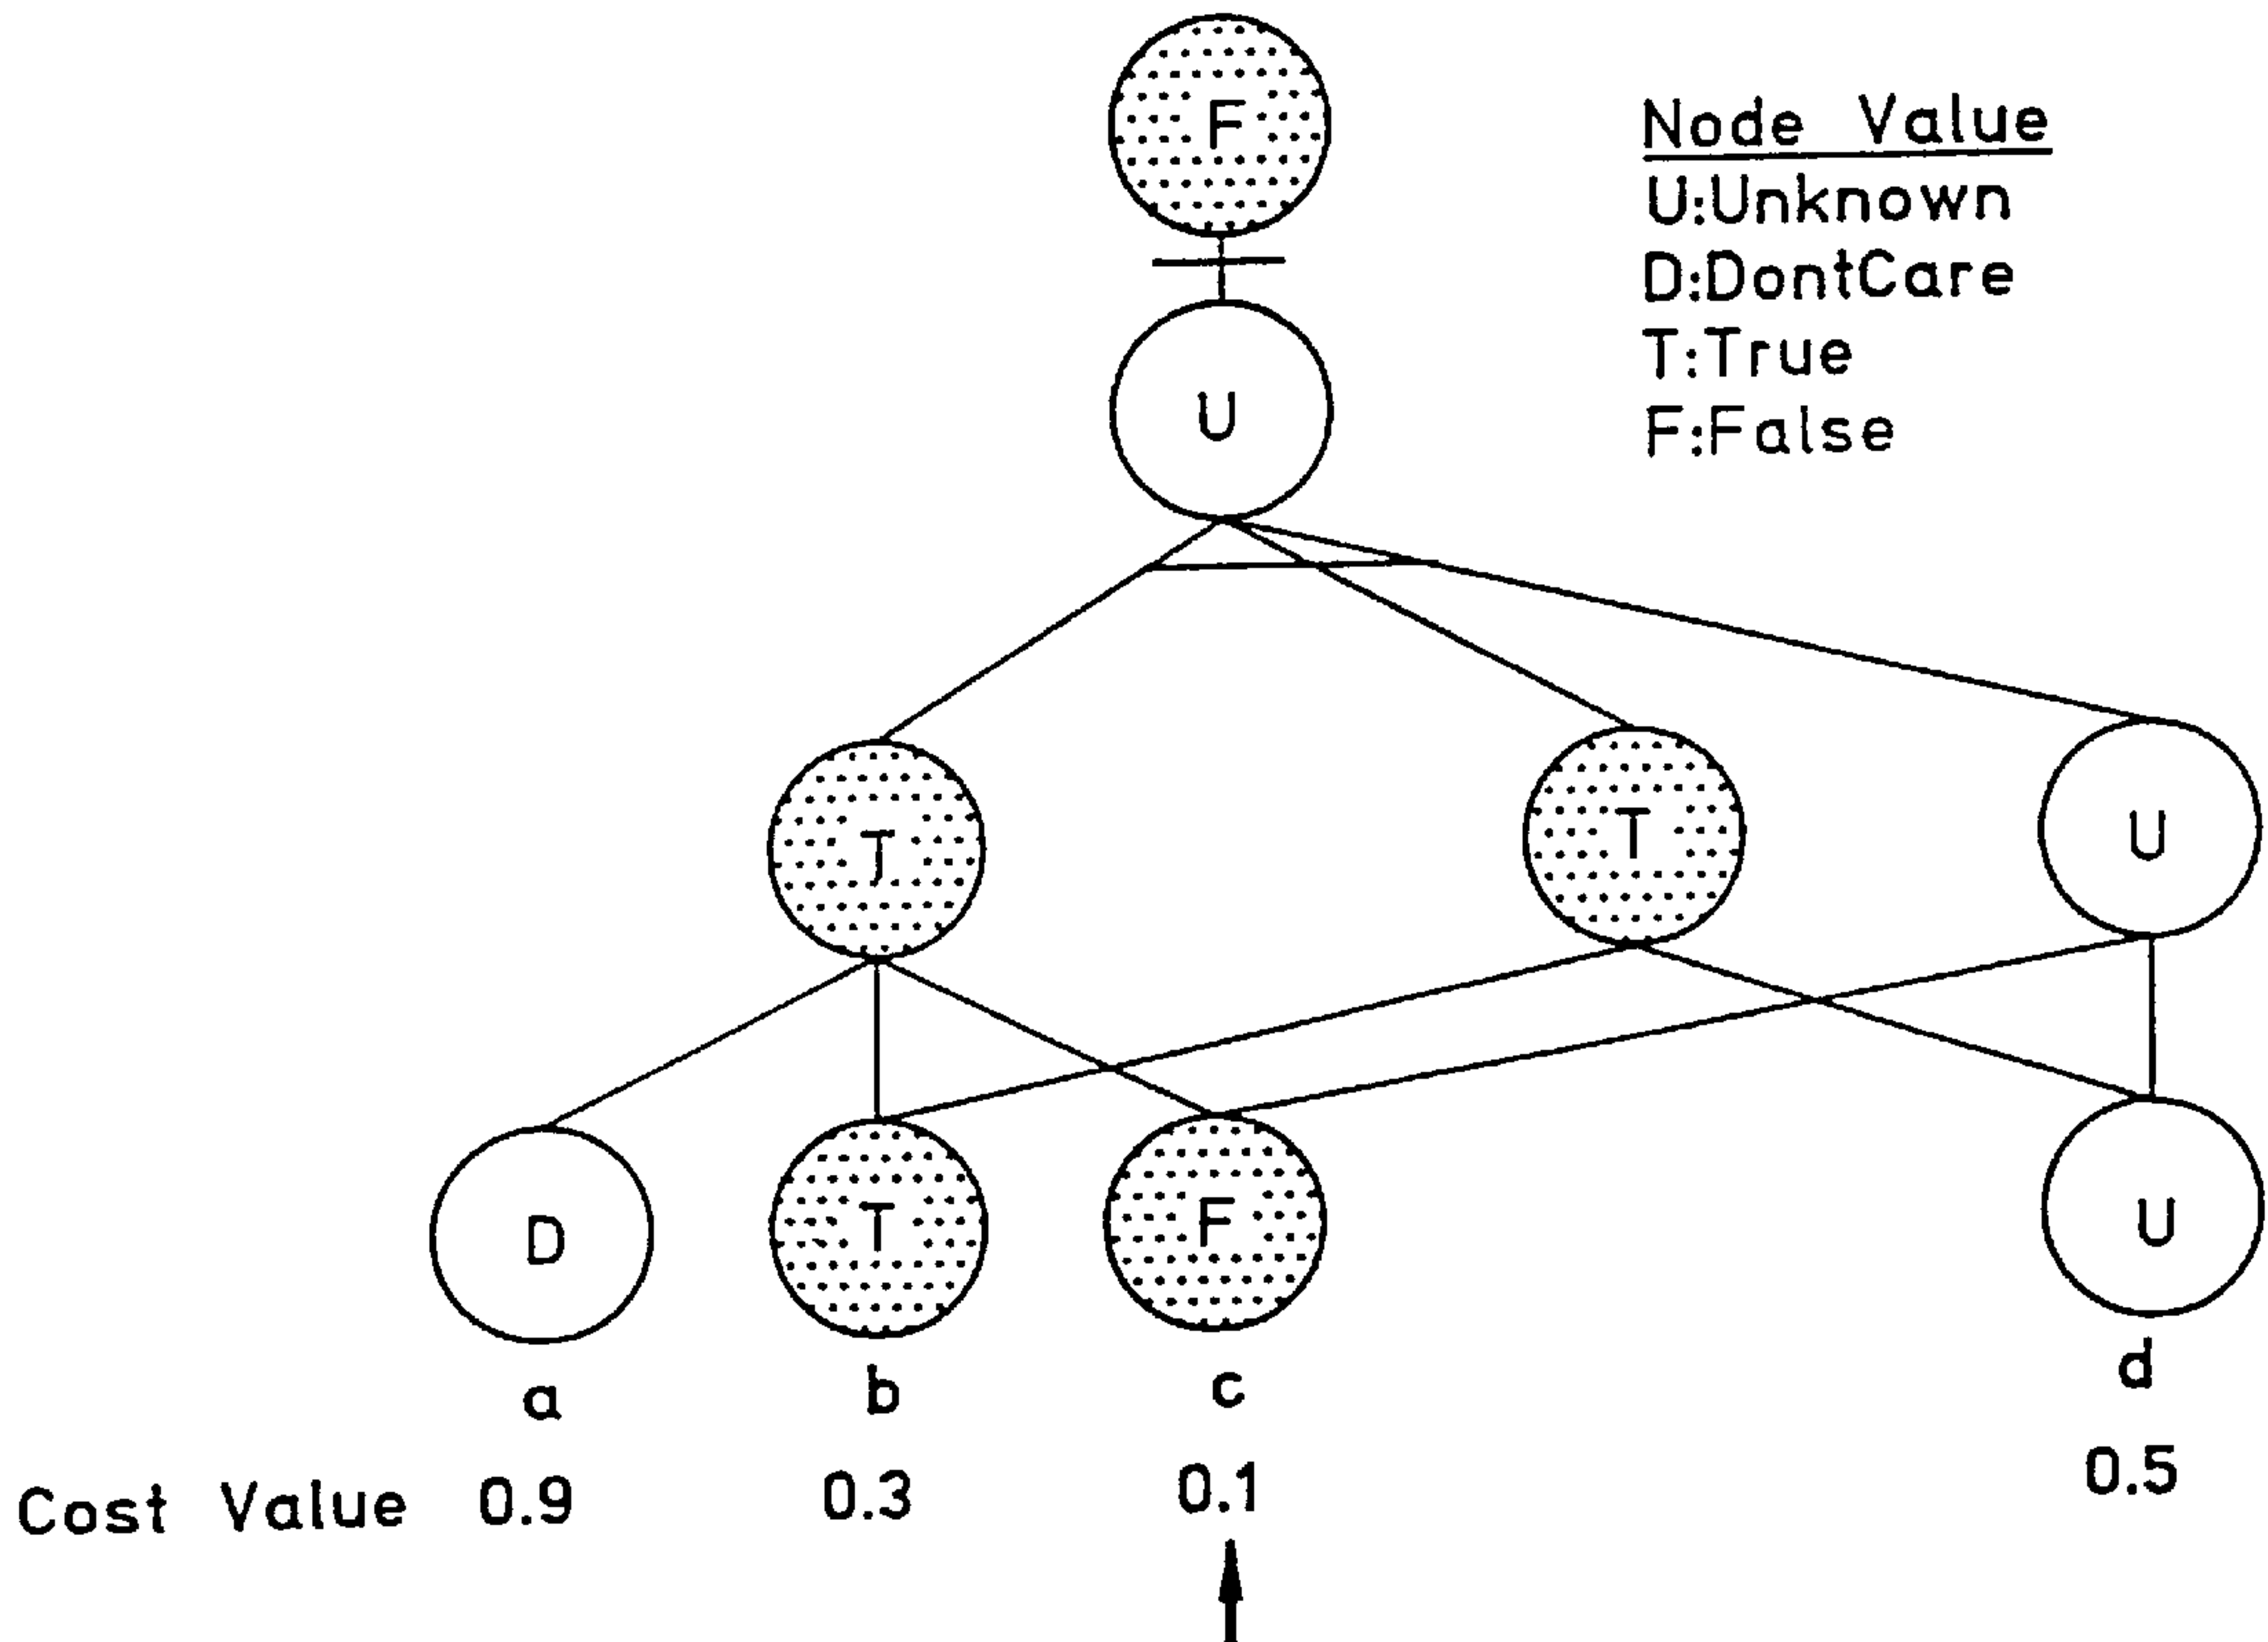 F
Node Value
U:Unknown
D:DontCare
T:True
F:False
U
T
T
U
D
T
F
U
a
b
c
d
Cost Value 0.9 0.3 0.1 0.5